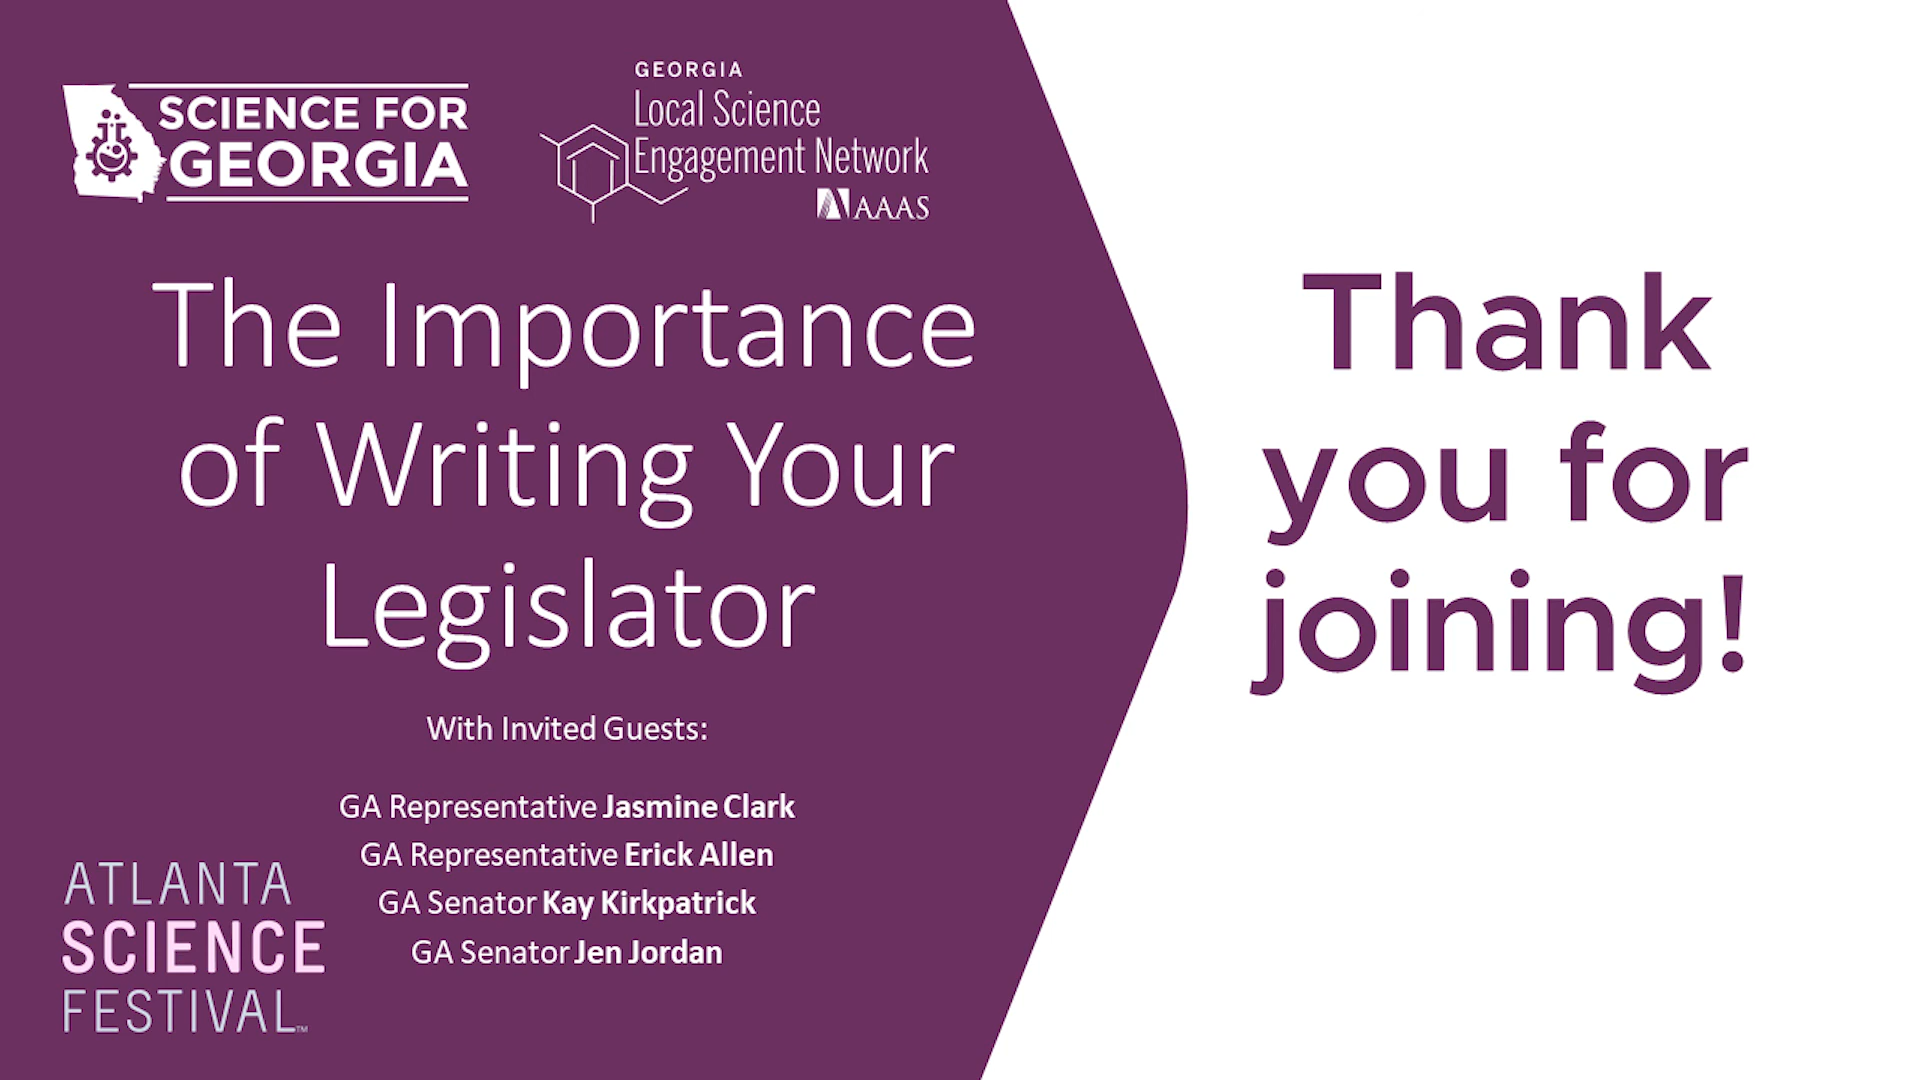 SCIENCE FOR
GEORGIA
GEORGIA
Local Science
Engagement Network
AAAS
The Importance
of Writing Your
Legislator
With Invited Guests:
GA Representative Jasmine Clark
GA Representative Erick Allen
GA Senator Kay Kirkpatrick
GA Senator Jen Jordan
ATLANTA
SCIENCE
FESTIVAL™
Thank
you for
joining!